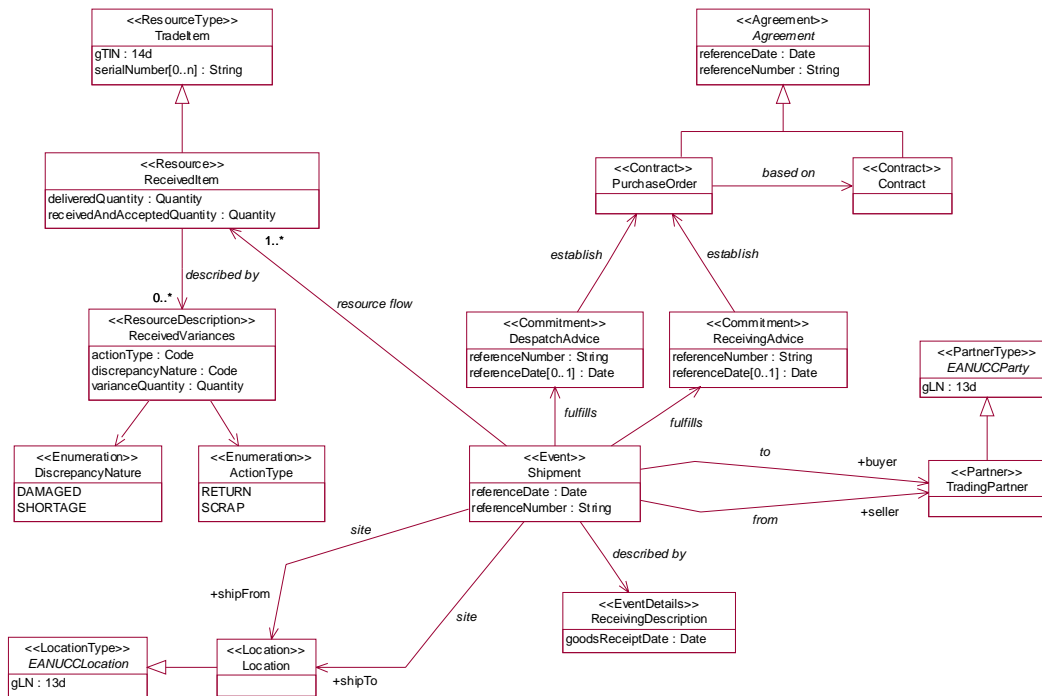 <<ResourceType>>
TradeItem
gTIN : 14d
serialNumber[0..n] : String
<<Agreement>>
Agreement
referenceDate : Date
referenceNumber : String
<<Resource>>
ReceivedItem
deliveredQuantity : Quantity
receivedAndAcceptedQuantity : Quantity
<<Contract>>
PurchaseOrder
based on
<<Contract>>
Contract
1..*
described by
0..*
resource flow
establish
establish
<<ResourceDescription>>
ReceivedVariances
actionType : Code
discrepancyNature : Code
varianceQuantity : Quantity
<<Commitment>>
DespatchAdvice
referenceNumber : String
referenceDate[0..1] : Date
<<Commitment>>
ReceivingAdvice
referenceNumber : String
referenceDate[0..1] : Date
<<PartnerType>>
EANUCCParty
gLN : 13d
fulfills
fulfills
<<Enumeration>>
DiscrepancyNature
DAMAGED
SHORTAGE
<<Enumeration>>
ActionType
RETURN
SCRAP
<<Event>>
Shipment
referenceDate : Date
referenceNumber : String
to
+buyer
from
+seller
<<Partner>>
TradingPartner
site
+shipFrom
described by
site
+shipTo
<<EventDetails>>
ReceivingDescription
goodsReceiptDate : Date
<<LocationType>>
EANUCCLocation
gLN : 13d
<<Location>>
Location